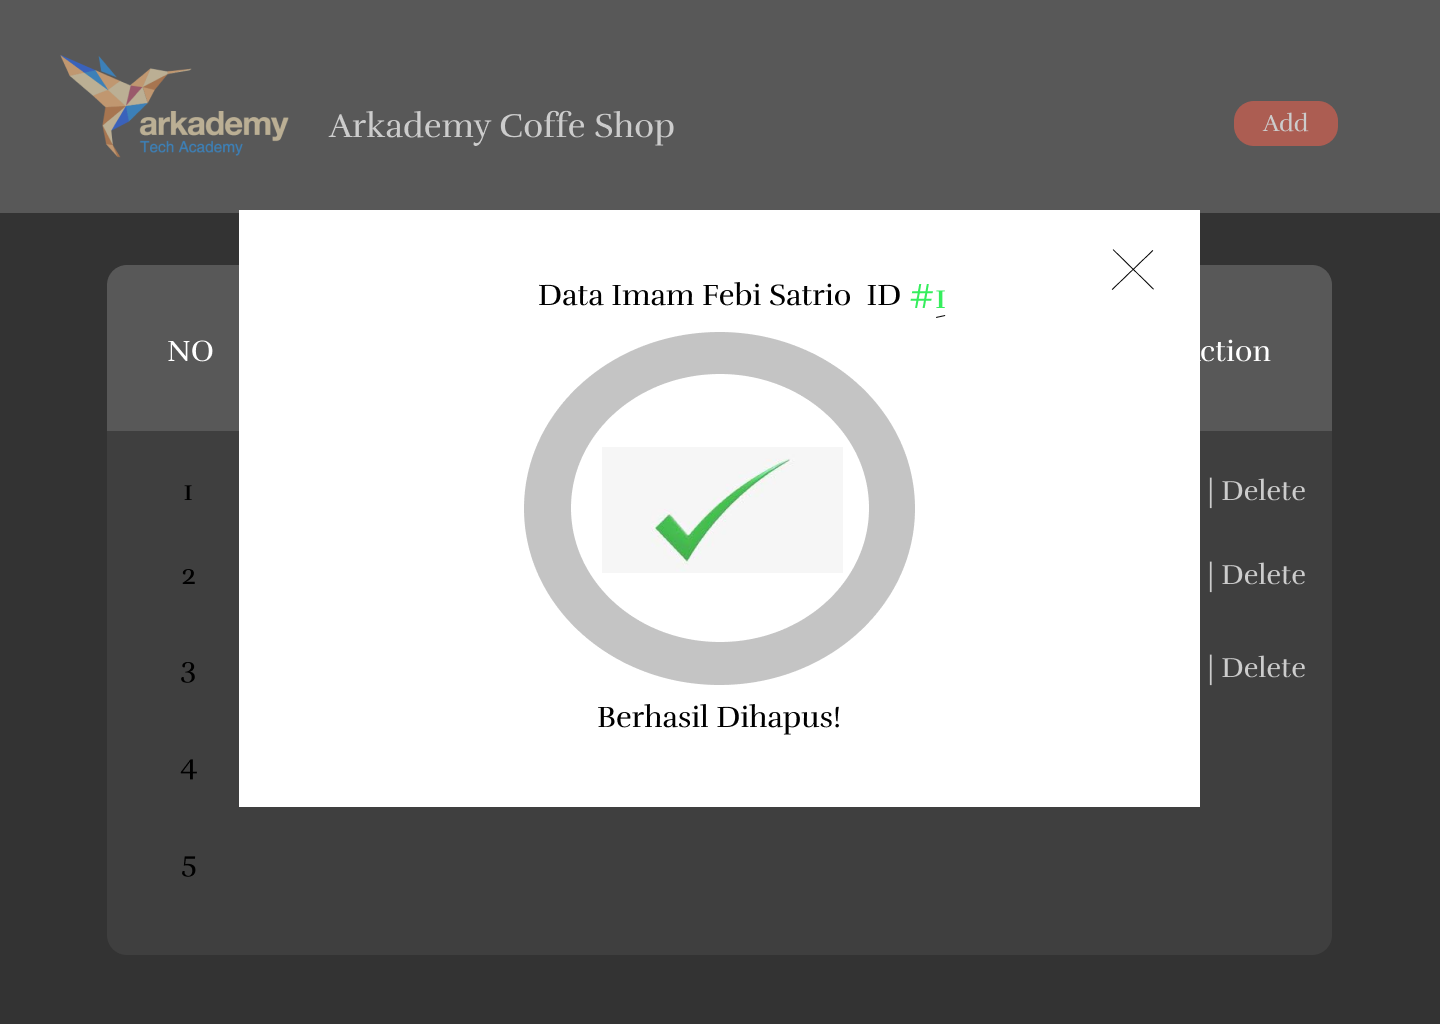 arkademy
Tech Academy
Arkademy Coffe Shop
Add
Data Imam Febi Satrio ID #1
NO
ction
1
| Delete
2
| Delete
3
| Delete
Berhasil Dihapus!
4
5